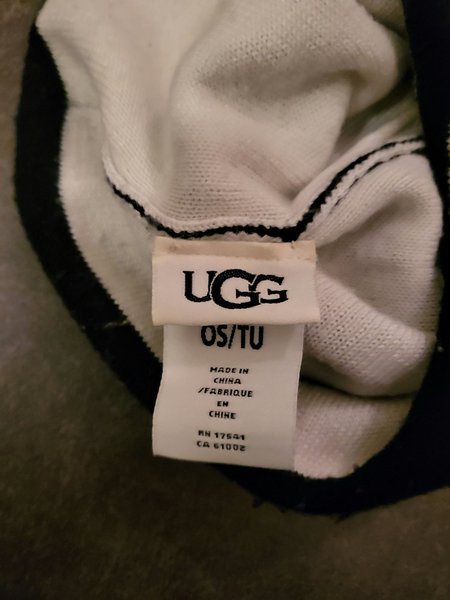 UGG
OS/TU
MADE IN
CHINA
/FABRIQUE
EN
CHINE
RN 17541
CA 61002